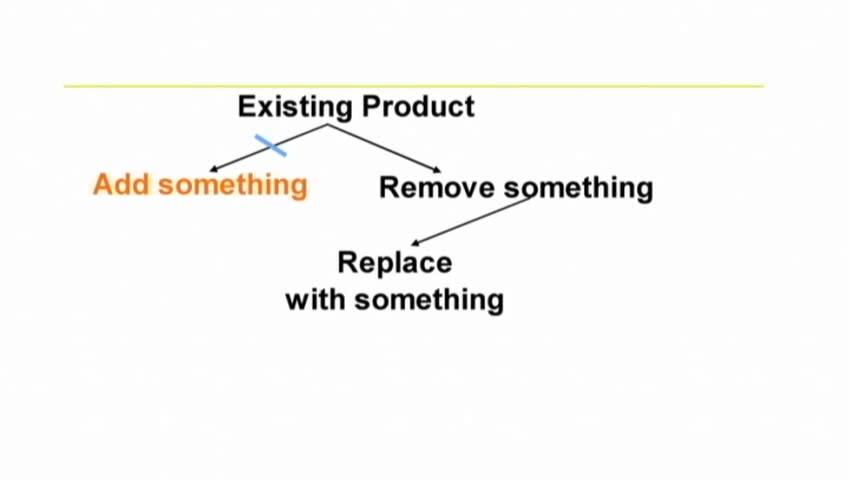 Existing Product
Add something
Remove something
Replace
with something